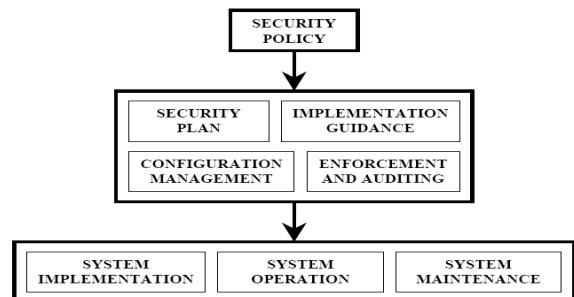 SECURITY
POLICY
SECURITY
PLAN
IMPLEMENTATION
GUIDANCE
CONFIGURATION
MANAGEMENT
ENFORCEMENT
AND AUDITING
SYSTEM
IMPLEMENTATION
SYSTEM
OPERATION
SYSTEM
MAINTENANCE